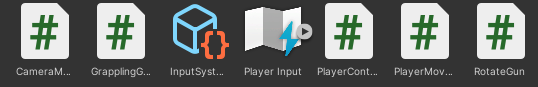 CameraM...
GrapplingG...
InputSyst...
Player Input
PlayerCont...
PlayerMov...
RotateGun